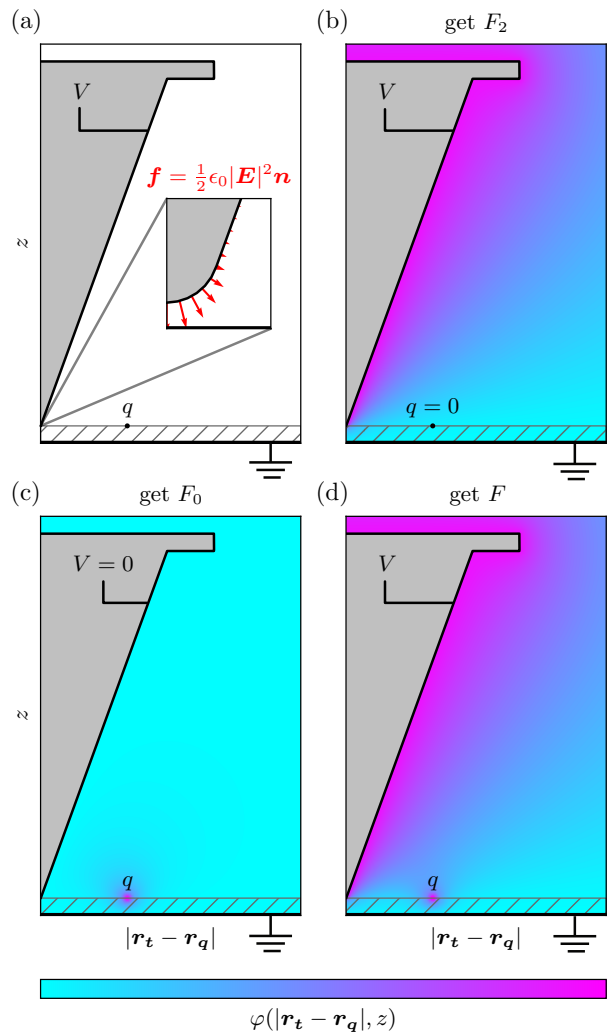 (a)
(b) get F₂
V
V
f = ½ϵ₀|E|²n
z
q
q = 0
(c) get F₀
(d) get F
V = 0
V
z
q
q
|r_t − r_q|
|r_t − r_q|
φ(|r_t − r_q|, z)